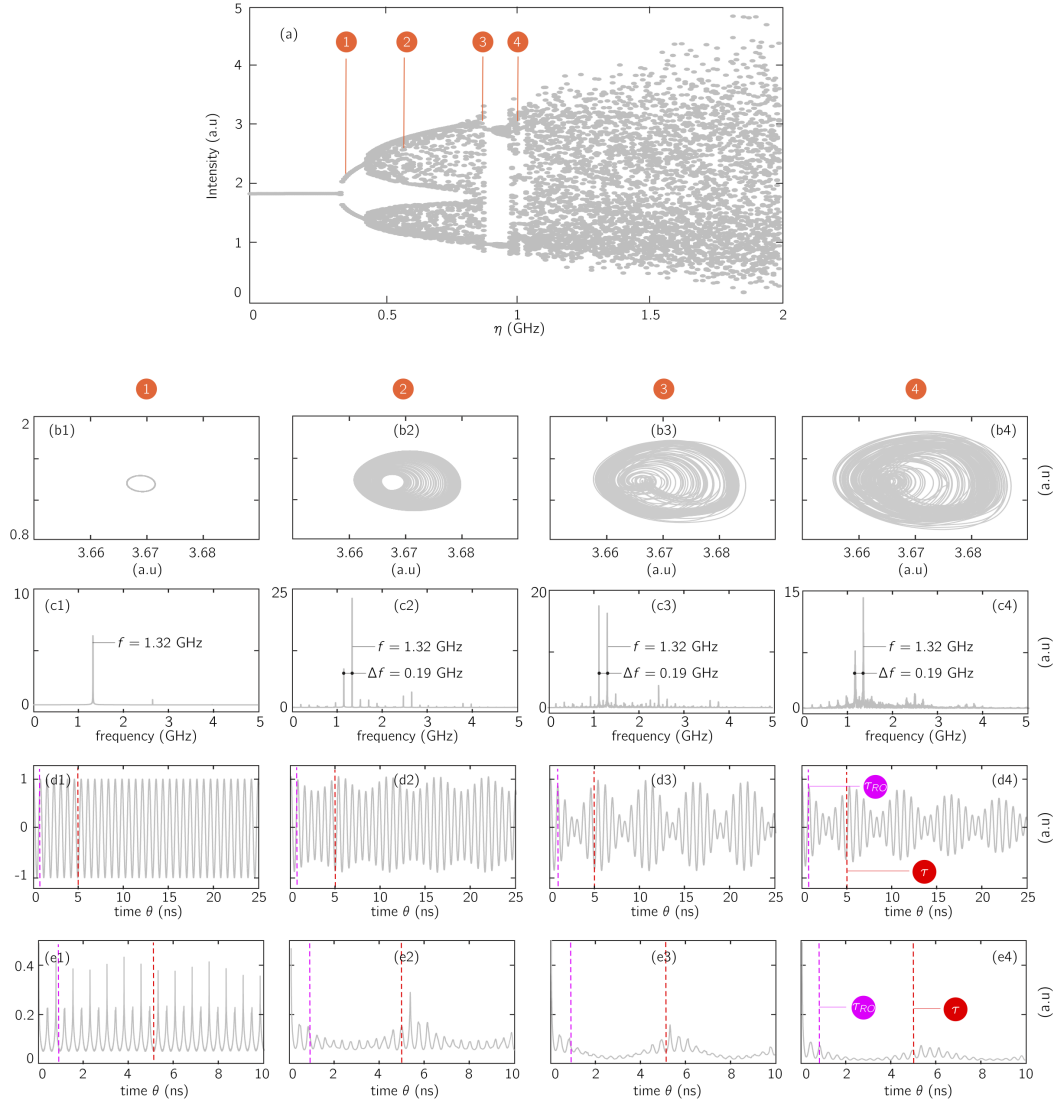 (a)
1 2 3 4
5
4
3
2
1
0
Intensity (a.u)
0 0.5 1 1.5 2
η (GHz)
1 2 3 4
(b1) (b2) (b3) (b4)
2
0.8
(a.u)
3.66 3.67 3.68 3.66 3.67 3.68 3.66 3.67 3.68 3.66 3.67 3.68
(a.u) (a.u) (a.u) (a.u)
10 25 20 15
(c1) (c2) (c3) (c4)
f = 1.32 GHz f = 1.32 GHz f = 1.32 GHz f = 1.32 GHz
Δf = 0.19 GHz Δf = 0.19 GHz Δf = 0.19 GHz
(a.u)
0 0 0 0
0 1 2 3 4 5 0 1 2 3 4 5 0 1 2 3 4 5 0 1 2 3 4 5
frequency (GHz) frequency (GHz) frequency (GHz) frequency (GHz)
(d1) (d2) (d3) (d4)
1
0
-1
τRO
τ
(a.u)
0 5 10 15 20 25 0 5 10 15 20 25 0 5 10 15 20 25 0 5 10 15 20 25
time θ (ns) time θ (ns) time θ (ns) time θ (ns)
(e1) (e2) (e3) (e4)
0.4
0.2
0
τRO τ
(a.u)
0 2 4 6 8 10 0 2 4 6 8 10 0 2 4 6 8 10 0 2 4 6 8 10
time θ (ns) time θ (ns) time θ (ns) time θ (ns)